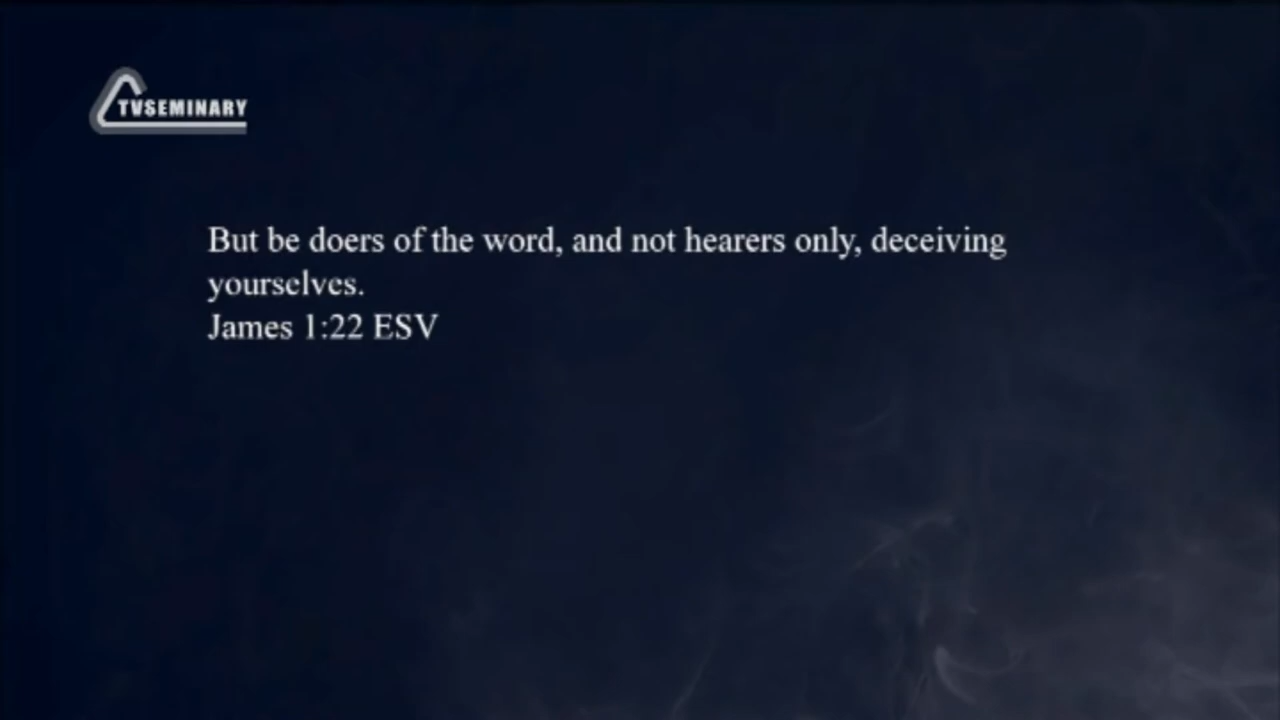 TVSEMINARY
But be doers of the word, and not hearers only, deceiving
yourselves.
James 1:22 ESV